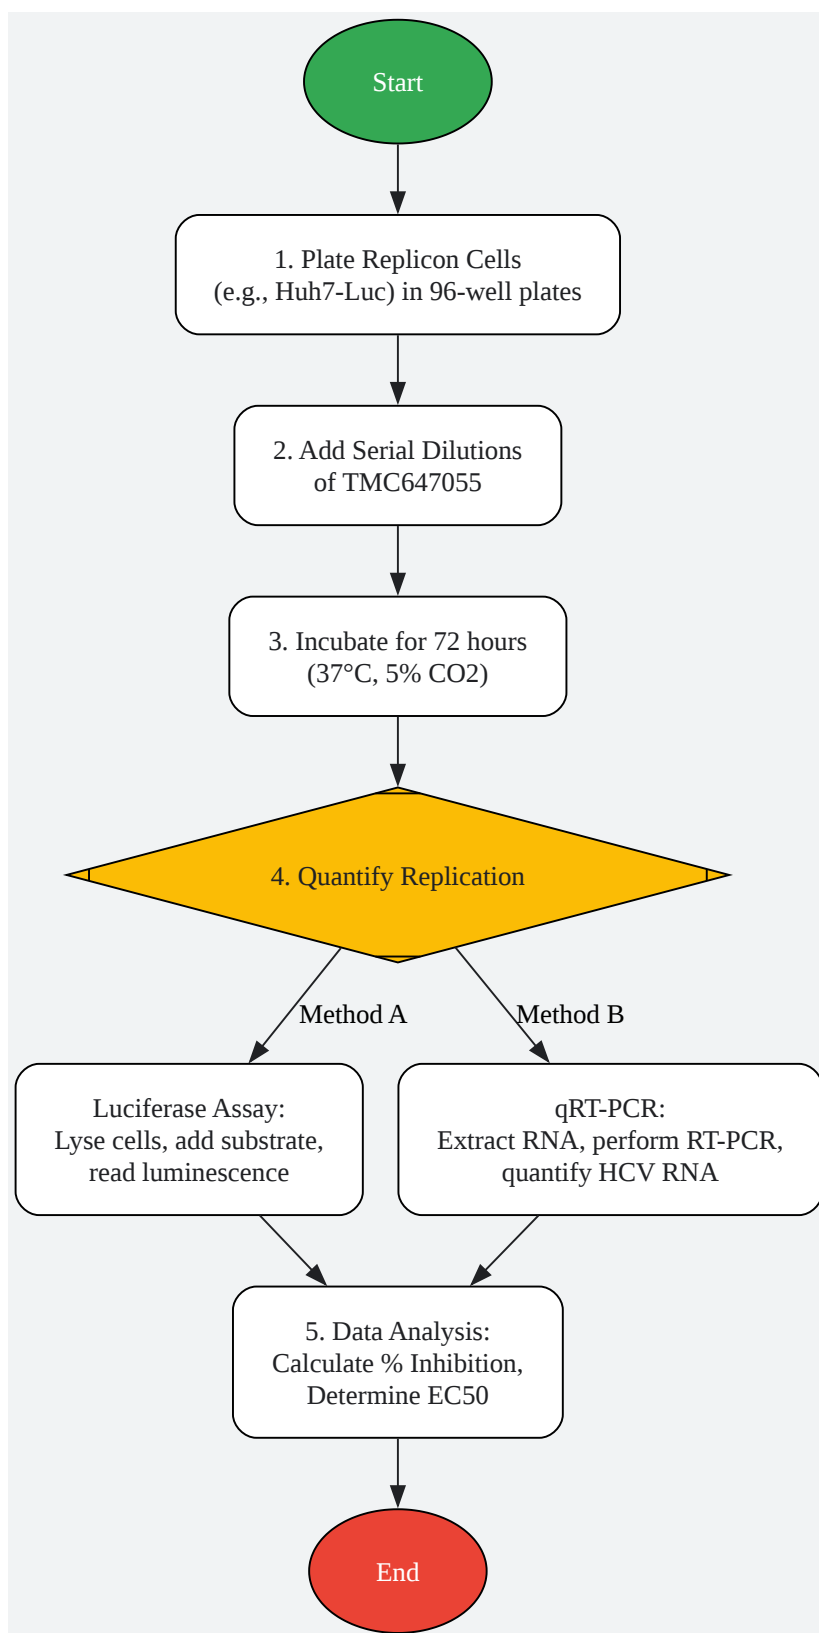 Start
1. Plate Replicon Cells
(e.g., Huh7-Luc) in 96-well plates
2. Add Serial Dilutions
of TMC647055
3. Incubate for 72 hours
(37°C, 5% CO2)
4. Quantify Replication
Method A
Method B
Luciferase Assay:
Lyse cells, add substrate,
read luminescence
qRT-PCR:
Extract RNA, perform RT-PCR,
quantify HCV RNA
5. Data Analysis:
Calculate % Inhibition,
Determine EC50
End